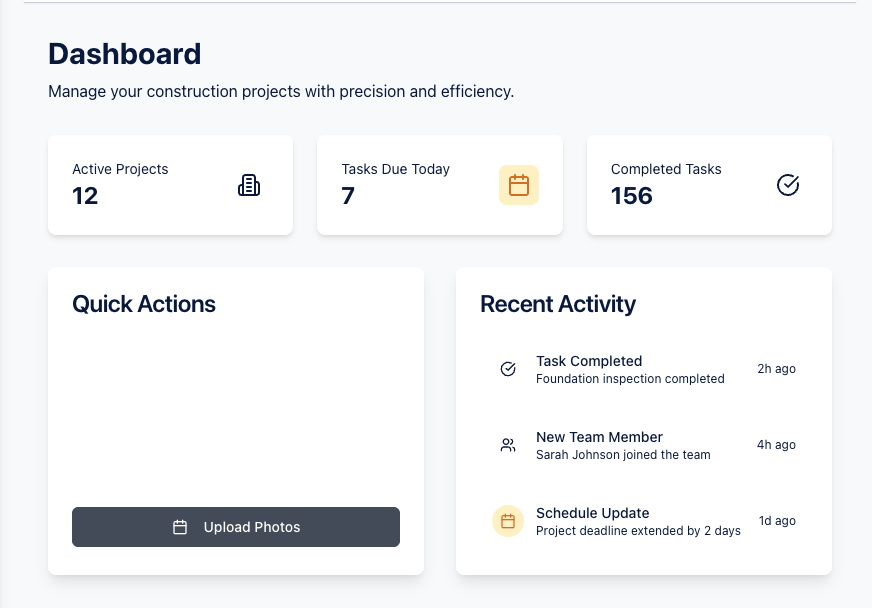 Dashboard
Manage your construction projects with precision and efficiency.
Active Projects
12
Tasks Due Today
7
Completed Tasks
156
Quick Actions
Upload Photos
Recent Activity
Task Completed
Foundation inspection completed
2h ago
New Team Member
Sarah Johnson joined the team
4h ago
Schedule Update
Project deadline extended by 2 days
1d ago